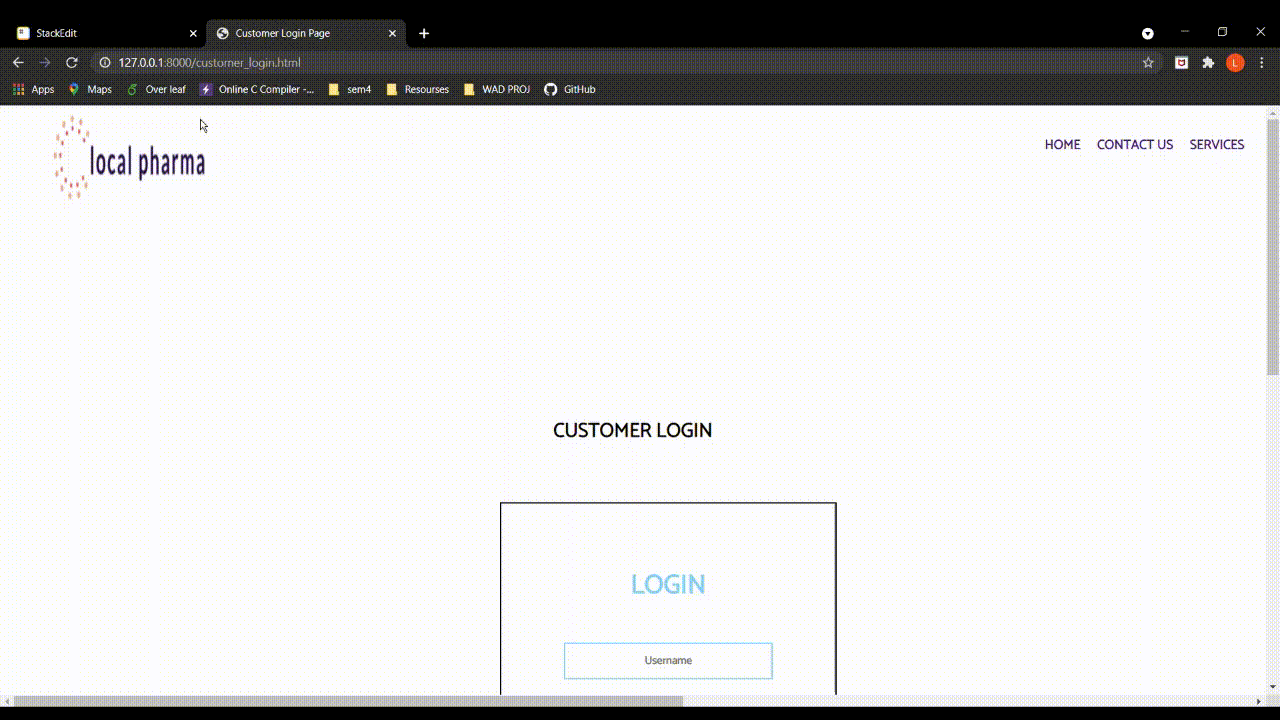 StackEdit
Customer Login Page
127.0.0.1:8000/customer_login.html
L
Apps
Maps
Over leaf
Online C Compiler -...
sem4
Resourses
WAD PROJ
GitHub
local pharma
HOME
CONTACT US
SERVICES
CUSTOMER LOGIN
LOGIN
Username